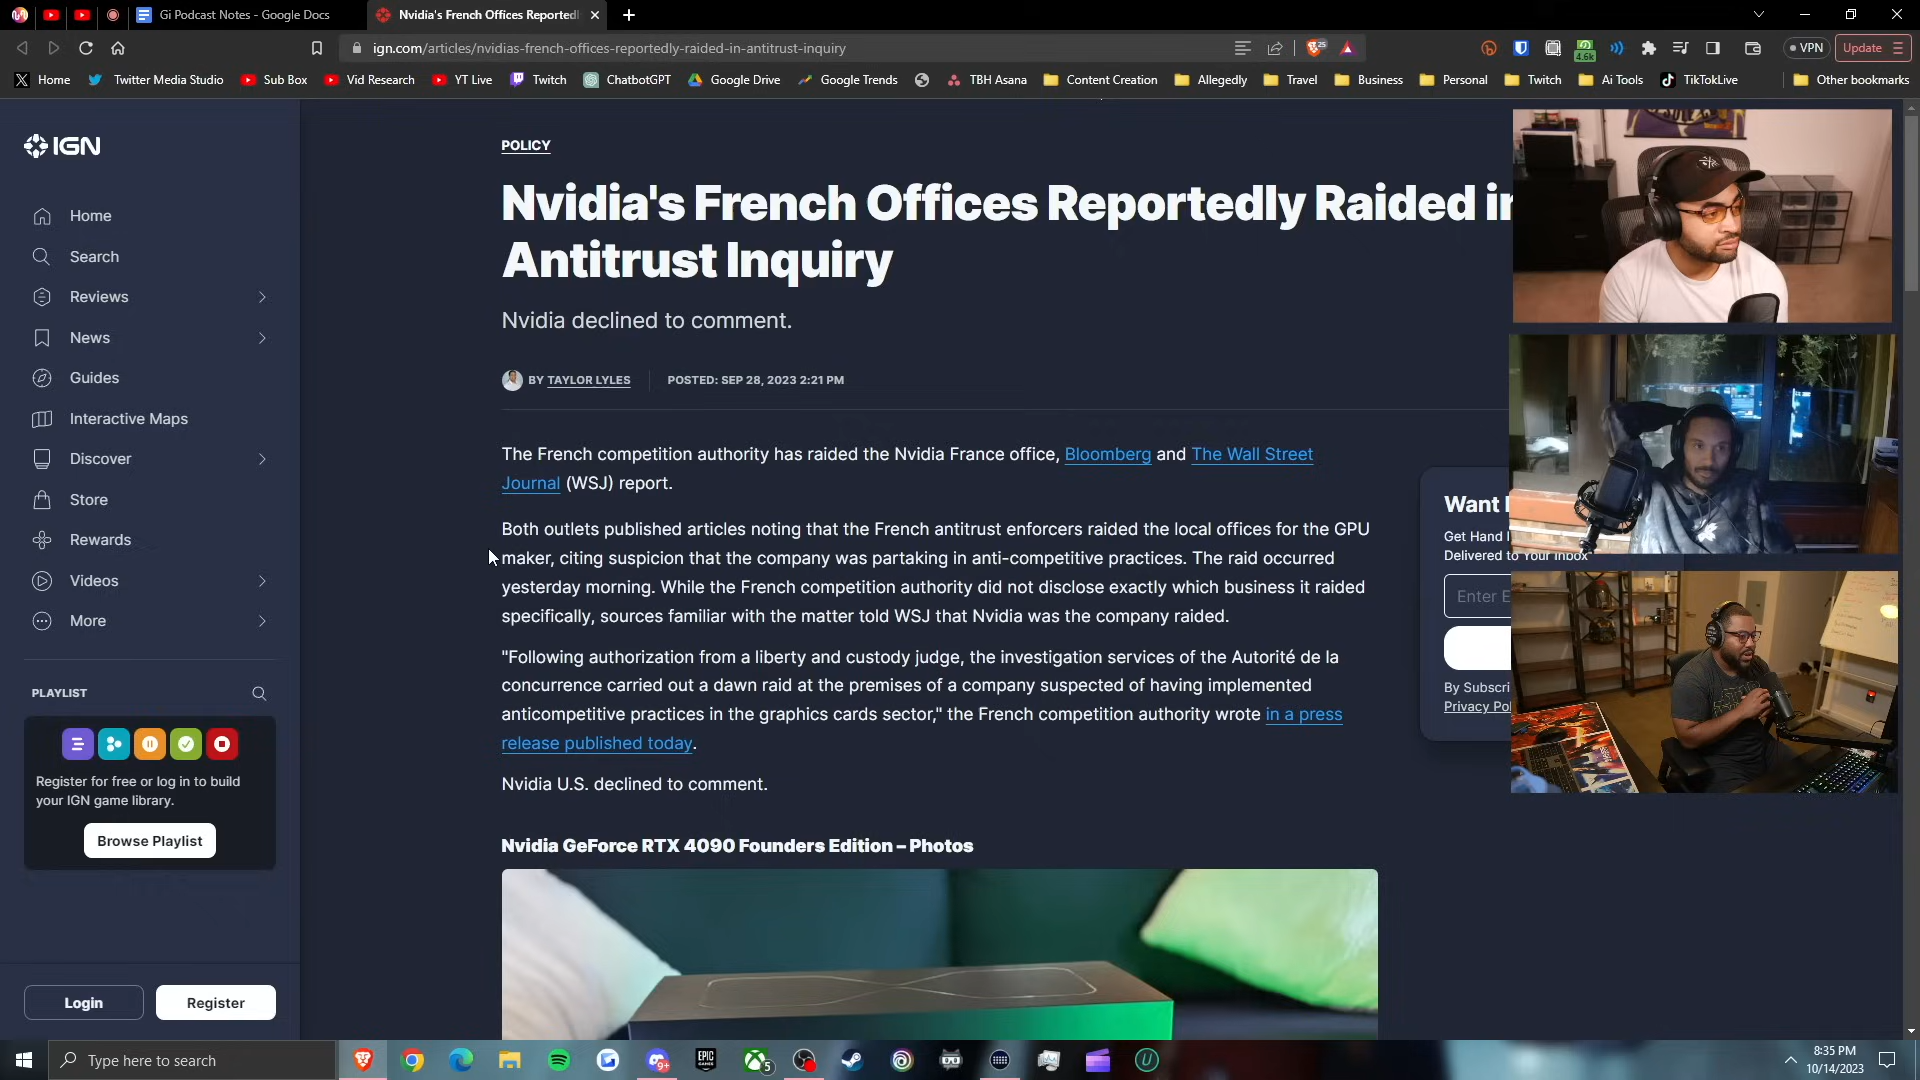 Gi Podcast Notes - Google Docs
Nvidia's French Offices Reported
ign.com/articles/nvidias-french-offices-reportedly-raided-in-antitrust-inquiry
25
4.6k
VPN
Update
Home
Twitter Media Studio
Sub Box
Vid Research
YT Live
Twitch
ChatbotGPT
Google Drive
Google Trends
TBH Asana
Content Creation
Allegedly
Travel
Business
Personal
Twitch
Ai Tools
TikTokLive
Other bookmarks
IGN
Home
Search
Reviews
News
Guides
Interactive Maps
Discover
Store
Rewards
Videos
More
PLAYLIST
Register for free or log in to build
your IGN game library.
Browse Playlist
Login
Register
POLICY
Nvidia's French Offices Reportedly Raided in
Antitrust Inquiry
Nvidia declined to comment.
BY TAYLOR LYLES
POSTED: SEP 28, 2023 2:21 PM
The French competition authority has raided the Nvidia France office, Bloomberg and The Wall Street
Journal (WSJ) report.
Both outlets published articles noting that the French antitrust enforcers raided the local offices for the GPU
maker, citing suspicion that the company was partaking in anti-competitive practices. The raid occurred
yesterday morning. While the French competition authority did not disclose exactly which business it raided
specifically, sources familiar with the matter told WSJ that Nvidia was the company raided.
"Following authorization from a liberty and custody judge, the investigation services of the Autorité de la
concurrence carried out a dawn raid at the premises of a company suspected of having implemented
anticompetitive practices in the graphics cards sector," the French competition authority wrote in a press
release published today.
Nvidia U.S. declined to comment.
Nvidia GeForce RTX 4090 Founders Edition – Photos
Want
Get Hand
Delivered to Your Inbox
Enter E
By Subscri
Privacy Pol
Type here to search
9+
EPIC
GAMES
5
8:35 PM
10/14/2023